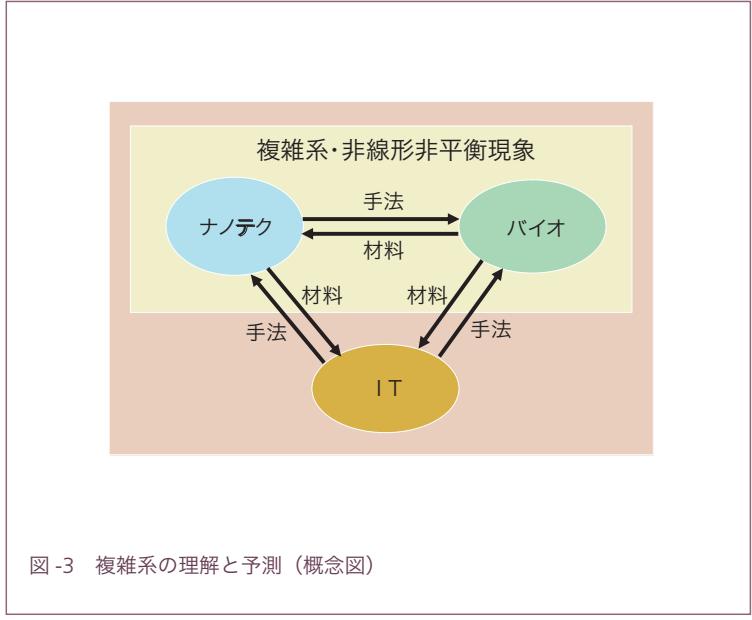 複雑系・非線形非平衡現象
手法
ナノテク
バイオ
材料
材料
材料
手法
手法
IT
図-3 複雑系の理解と予測（概念図）